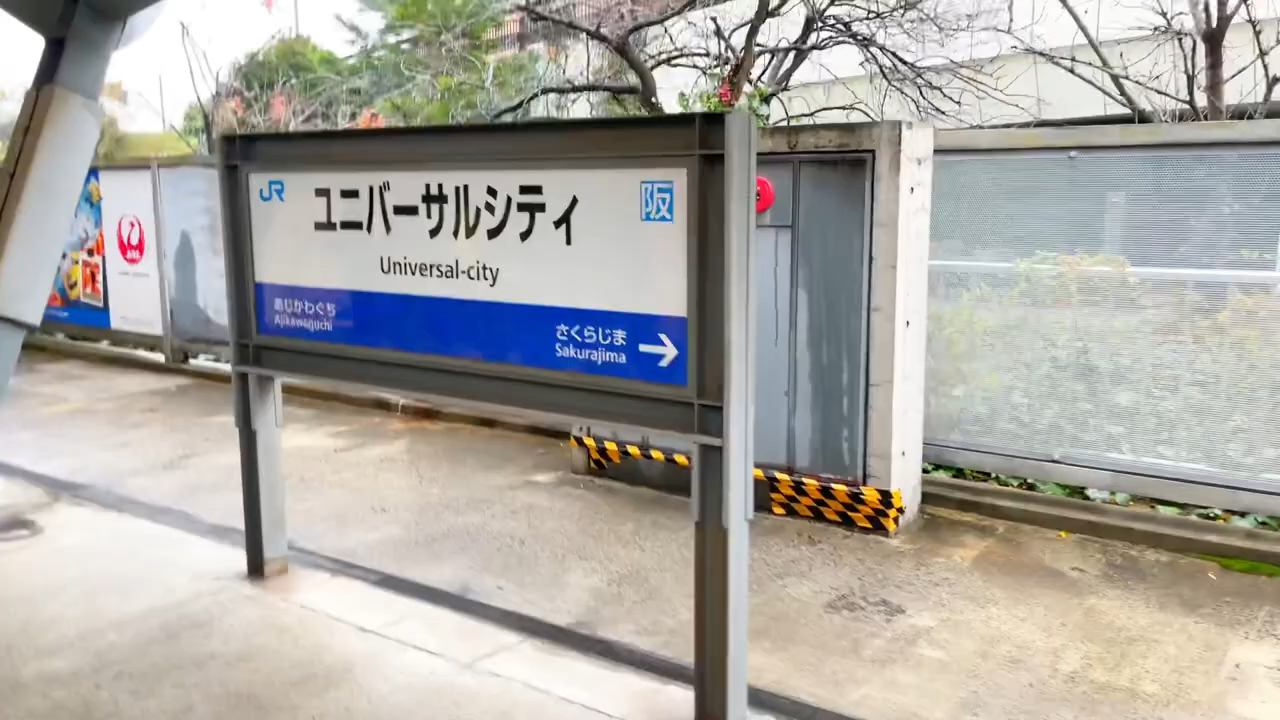 JR
ユニバーサルシティ
阪
Universal-city
あじかわぐち
Ajikawaguchi
さくらじま
Sakurajima
JAL